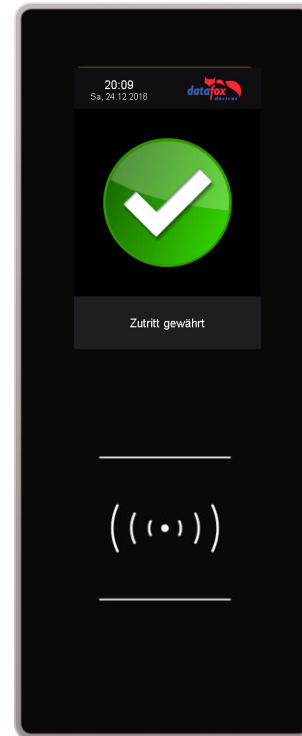 20:09
Sa, 24.12.2016
datafox
devices
Zutritt gewährt